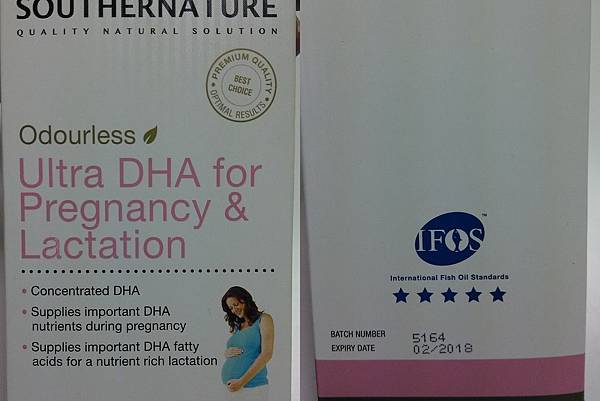 SOUTHERNATURE
QUALITY NATURAL SOLUTION
PREMIUM QUALITY
BEST
CHOICE
OPTIMAL RESULTS
Odourless
Ultra DHA for
Pregnancy &
Lactation
• Concentrated DHA
• Supplies important DHA
nutrients during pregnancy
• Supplies important DHA fatty
acids for a nutrient rich lactation
IFOS™
International Fish Oil Standards
BATCH NUMBER 5164
EXPIRY DATE 02/2018